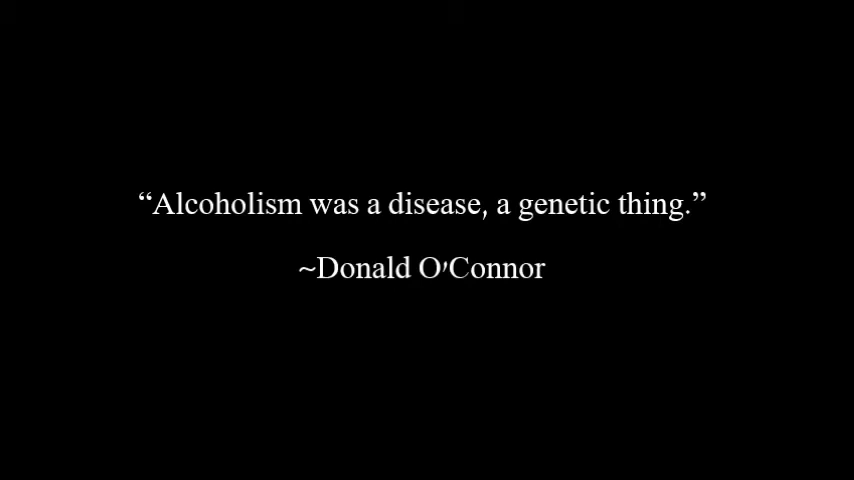 “Alcoholism was a disease, a genetic thing.”
~Donald O'Connor